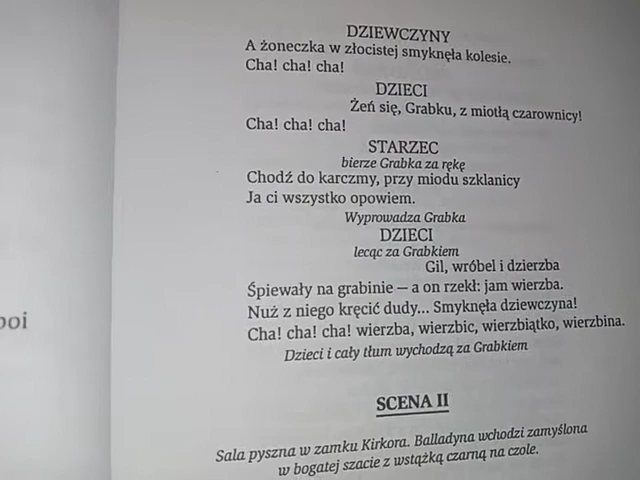 DZIEWCZYNY
A żoneczka w złocistej smyknęła kolesie.
Cha! cha! cha!
DZIECI
Żeń się, Grabku, z miotłą czarownicy!
Cha! cha! cha!
STARZEC
bierze Grabka za rękę
Chodź do karczmy, przy miodu szklanicy
Ja ci wszystko opowiem.
Wyprowadza Grabka
DZIECI
lecąc za Grabkiem
Gil, wróbel i dzierzba
Śpiewały na grabinie — a on rzekł: jam wierzba.
Nuż z niego kręcić dudy... Smyknęła dziewczyna!
Cha! cha! cha! wierzba, wierzbic, wierzbiątko, wierzbina.
Dzieci i cały tłum wychodzą za Grabkiem
SCENA II
Sala pyszna w zamku Kirkora. Balladyna wchodzi zamyślona
w bogatej szacie z wstążką czarną na czole.